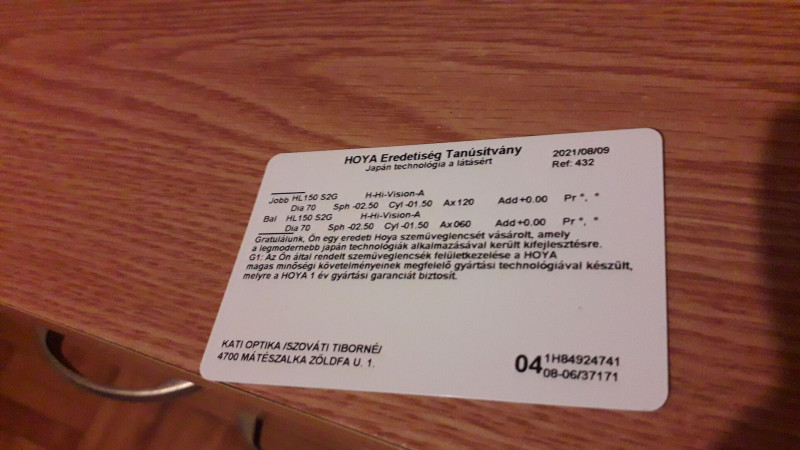 HOYA Eredetiség Tanúsítvány
Japán technológia a látásért
2021/08/09
Ref: 432
Jobb HL150 S2G H-Hi-Vision-A
Dia 70 Sph -02.50 Cyl -01.50 Ax 120 Add +0.00 Pr *, *
Bal HL150 S2G H-Hi-Vision-A
Dia 70 Sph -02.50 Cyl -01.50 Ax 060 Add +0.00 Pr *, *
Gratulálunk, Ön egy eredeti Hoya szemüveglencsét vásárolt, amely
a legmodernebb japán technológiák alkalmazásával került kifejlesztésre.
G1: Az Ön által rendelt szemüveglencsék felületkezelése a HOYA
magas minőségi követelményeinek megfelelő gyártási technológiával készült,
melyre a HOYA 1 év gyártási garanciát biztosít.
KATI OPTIKA /SZOVÁTI TIBORNÉ/
4700 MÁTÉSZALKA ZÖLDFA U. 1.
04 1H84924741
08-06/37171